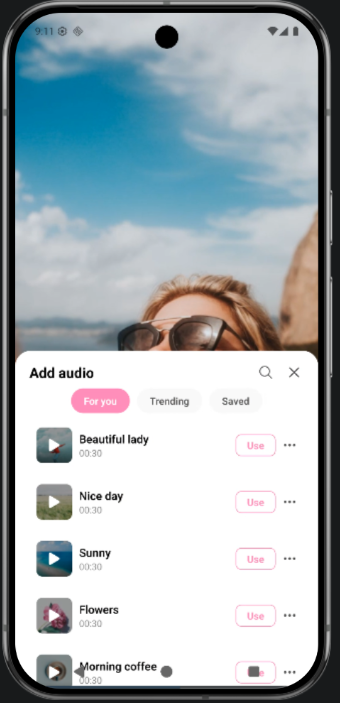 9:11
Add audio
For you
Trending
Saved
Beautiful lady
00:30
Use
Nice day
00:30
Use
Sunny
00:30
Use
Flowers
00:30
Use
Morning coffee
00:30